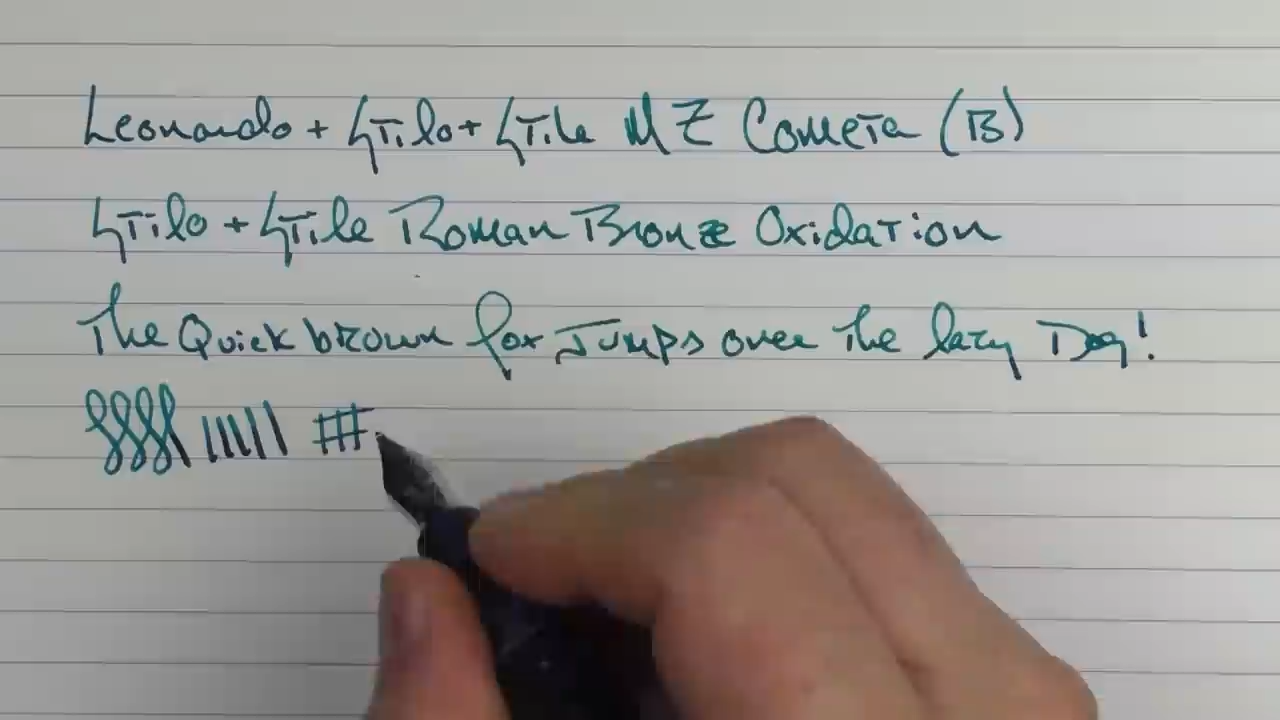 Leonardo + Stilo + Stile MZ Cometa (B)
Stilo + Stile Roman Bronze Oxidation
The Quick brown fox Jumps over The lazy Dog!